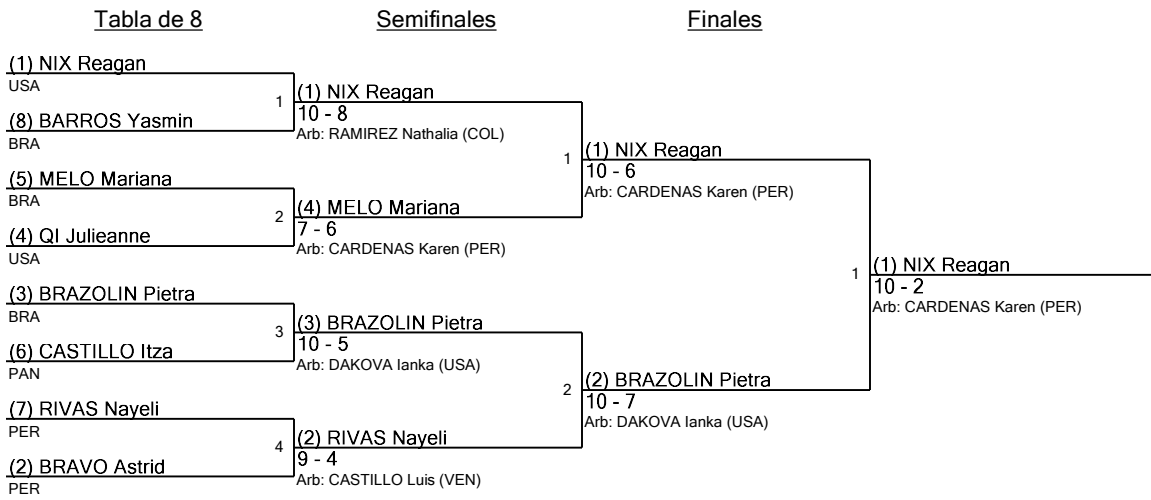 Tabla de 8
Semifinales
Finales
(1) NIX Reagan
USA
1
(8) BARROS Yasmin
BRA
(5) MELO Mariana
BRA
2
(4) QI Julieanne
USA
(3) BRAZOLIN Pietra
BRA
3
(6) CASTILLO Itza
PAN
(7) RIVAS Nayeli
PER
4
(2) BRAVO Astrid
PER
(1) NIX Reagan
10 - 8
Arb: RAMIREZ Nathalia (COL)
1
(4) MELO Mariana
7 - 6
Arb: CARDENAS Karen (PER)
(3) BRAZOLIN Pietra
10 - 5
Arb: DAKOVA Ianka (USA)
2
(2) RIVAS Nayeli
9 - 4
Arb: CASTILLO Luis (VEN)
(1) NIX Reagan
10 - 6
Arb: CARDENAS Karen (PER)
1
(2) BRAZOLIN Pietra
10 - 7
Arb: DAKOVA Ianka (USA)
(1) NIX Reagan
10 - 2
Arb: CARDENAS Karen (PER)